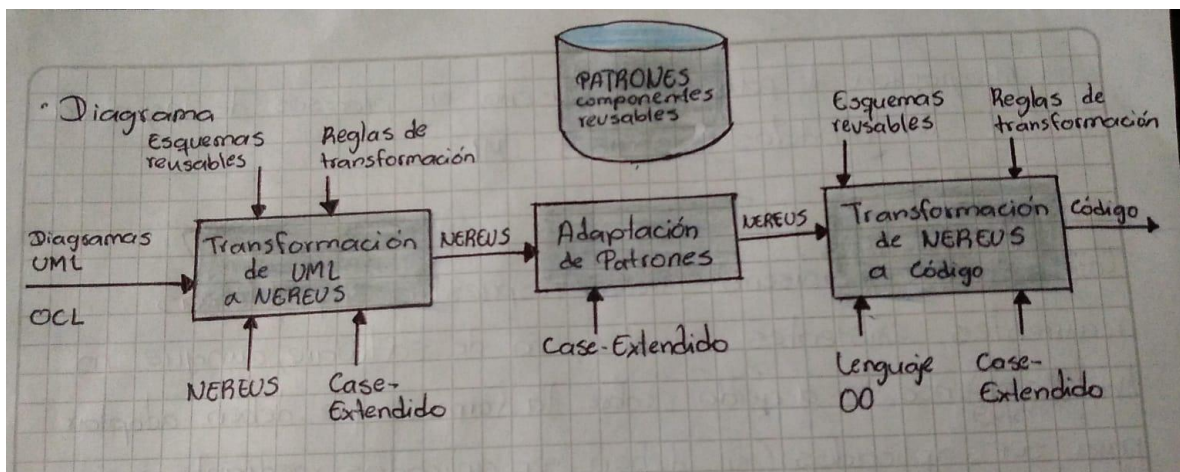 PATRONES
componentes
reusables
· Diagrama
Esquemas
reusables
Reglas de
transformación
Esquemas
reusables
Reglas de
transformación
Diagramas
UML
OCL
Transformación
de UML
a NEREUS
NEREUS
Adaptación
de Patrones
NEREUS
Transformación
de NEREUS
a Código
Código
NEREUS
Case-
Extendido
Case-Extendido
Lenguaje
OO
Case-
Extendido